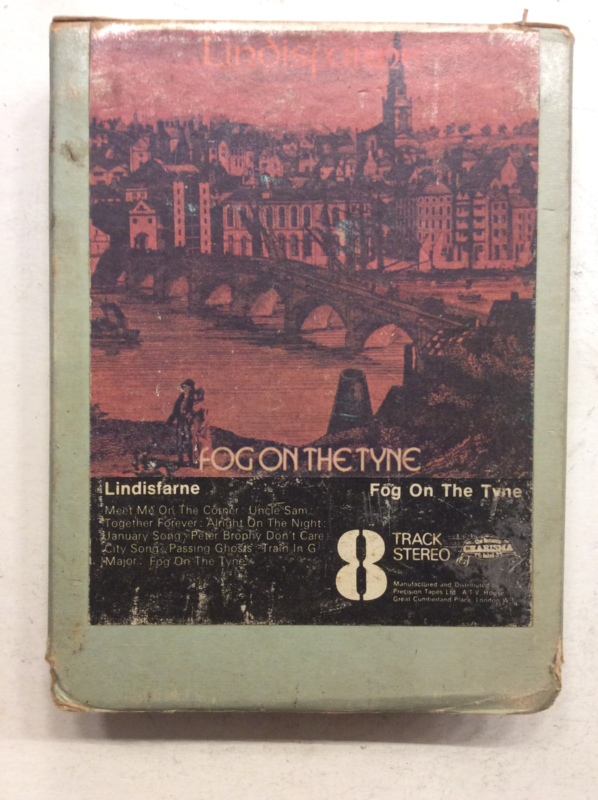 Lindisfarne
FOG ON THE TYNE
Lindisfarne
Fog On The Tyne
Meet Me On The Corner: Uncle Sam:
Together Forever: Alright On The Night:
January Song: Peter Brophy Don't Care
City Song: Passing Ghosts: Train In G
Major: Fog On The Tyne
8 TRACK
STEREO
CHARISMA
Manufactured and Distributed
Precision Tapes Ltd. A.T.V. House
Great Cumberland Place, London W1